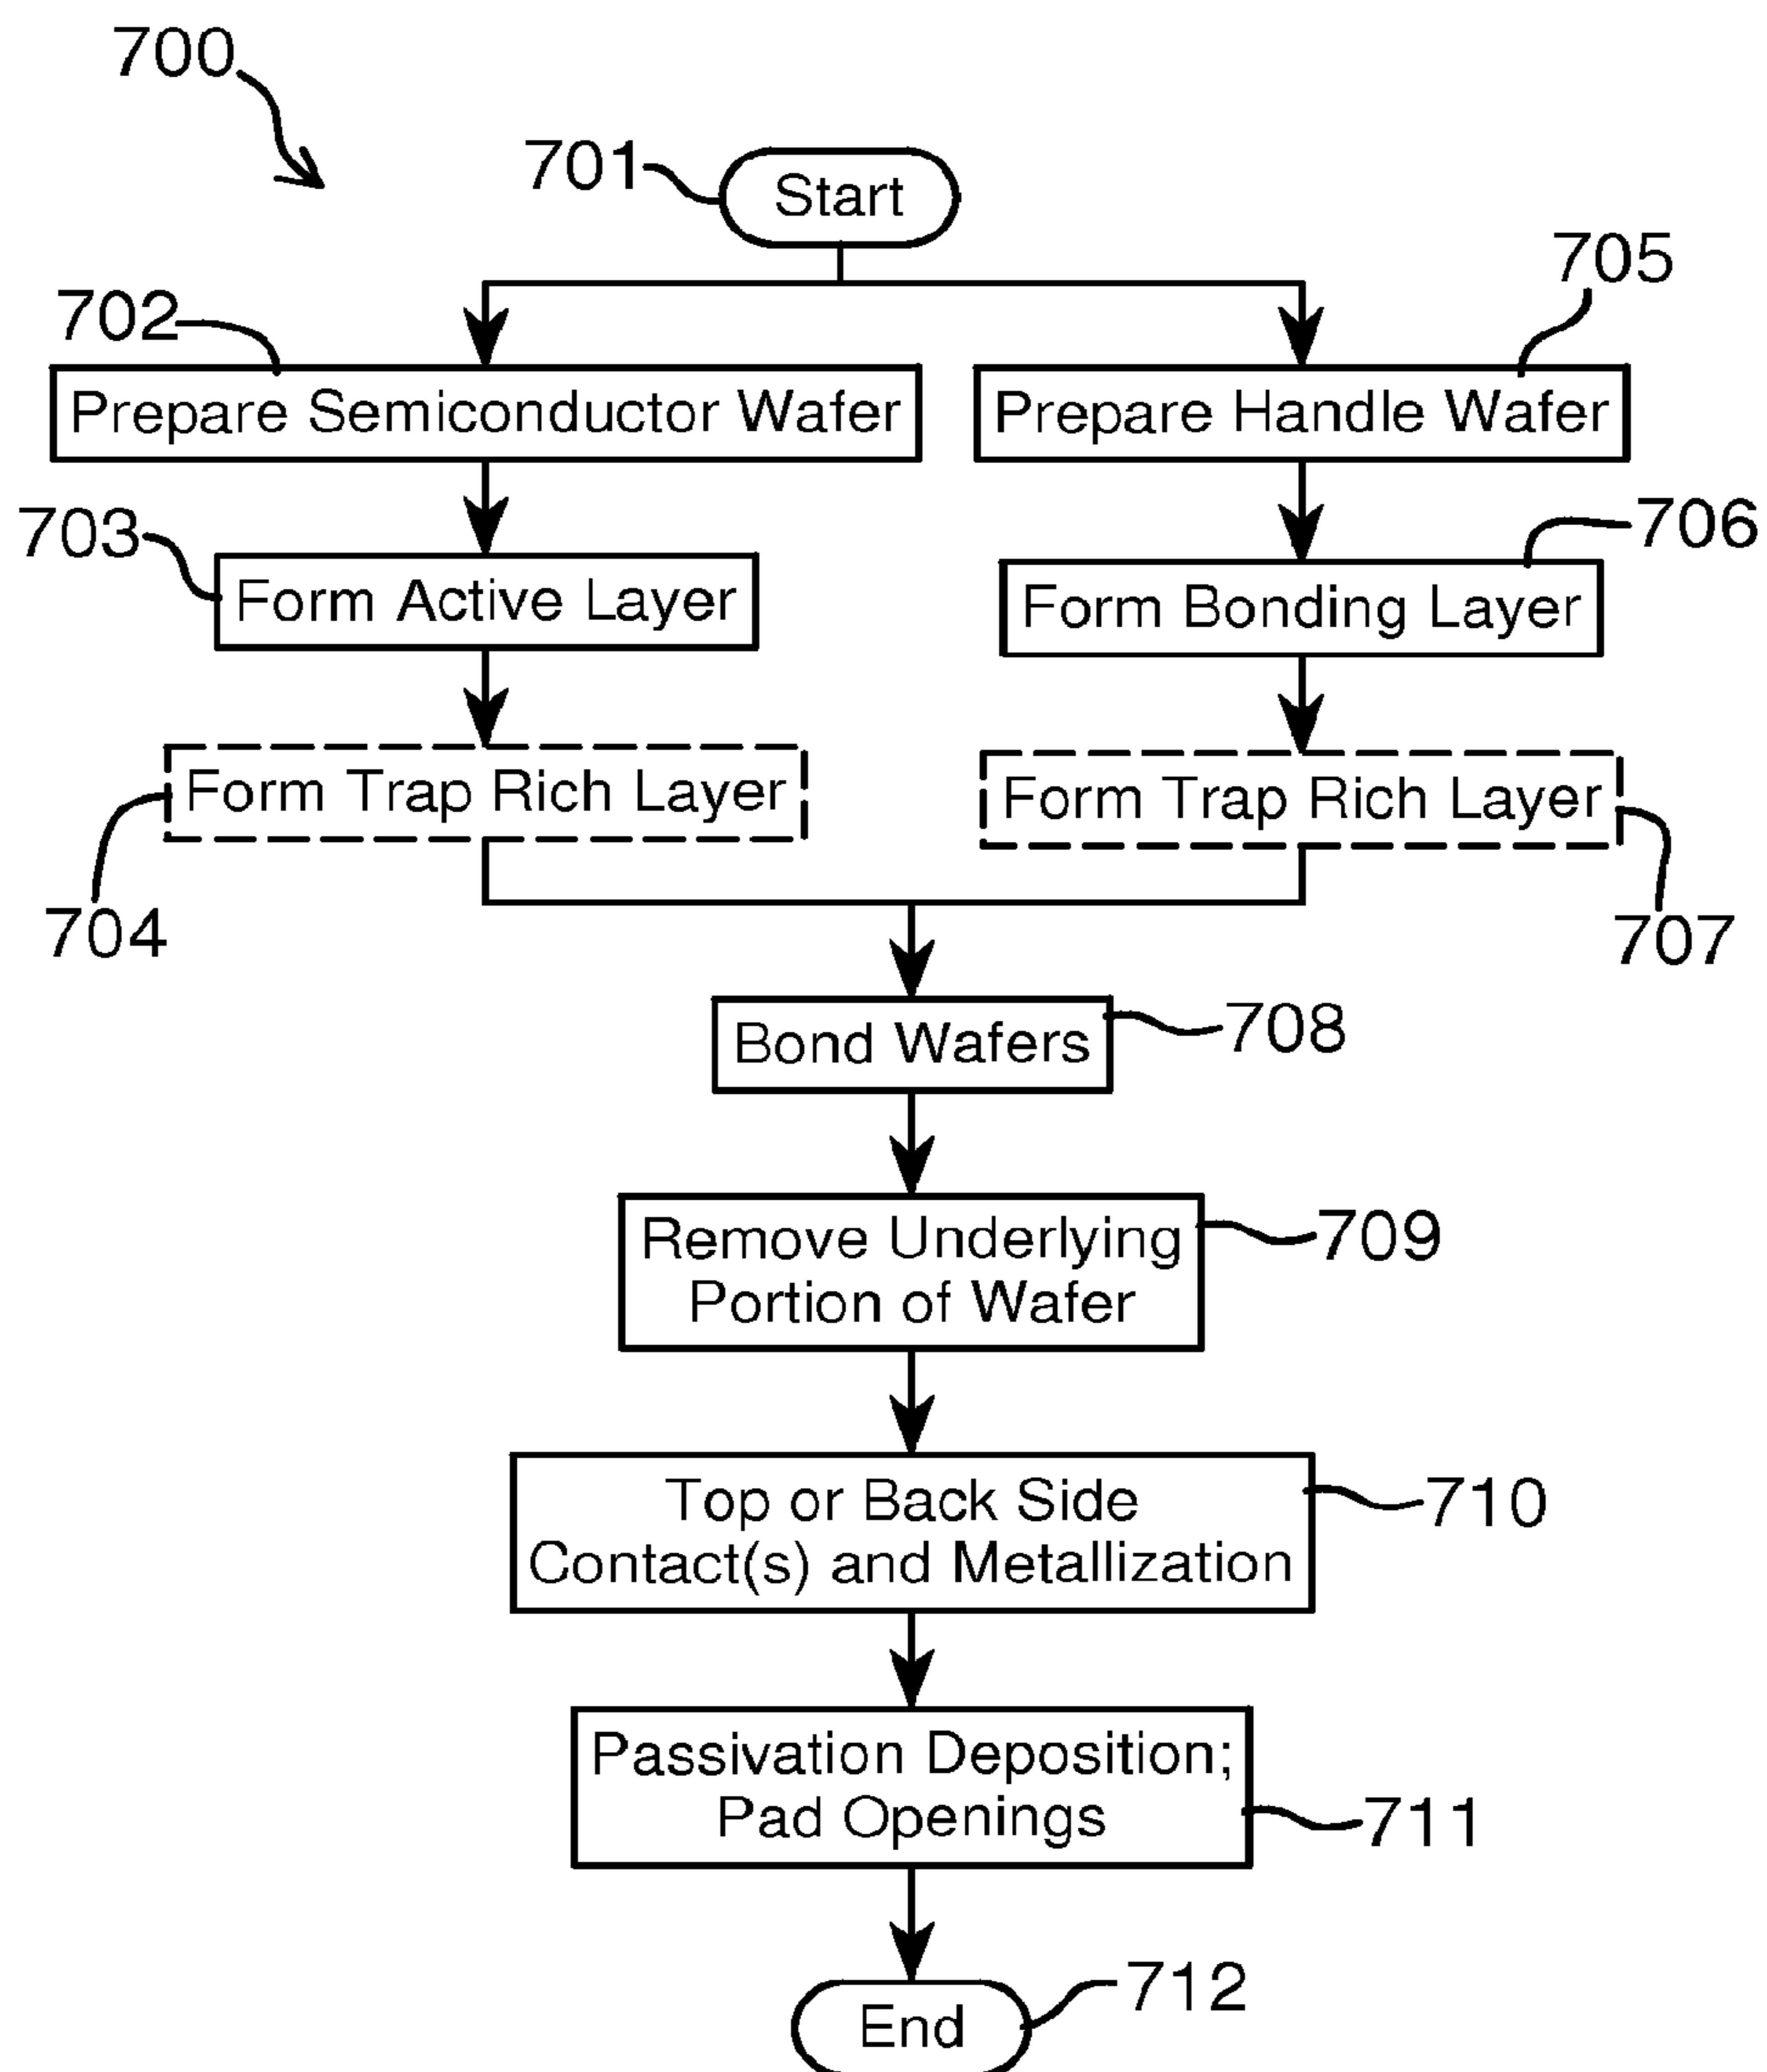 700
701
Start
702
705
Prepare Semiconductor Wafer
Prepare Handle Wafer
703
706
Form Active Layer
Form Bonding Layer
Form Trap Rich Layer
Form Trap Rich Layer
704
707
Bond Wafers
708
Remove Underlying
Portion of Wafer
709
Top or Back Side
Contact(s) and Metallization
710
Passivation Deposition;
Pad Openings
711
End
712